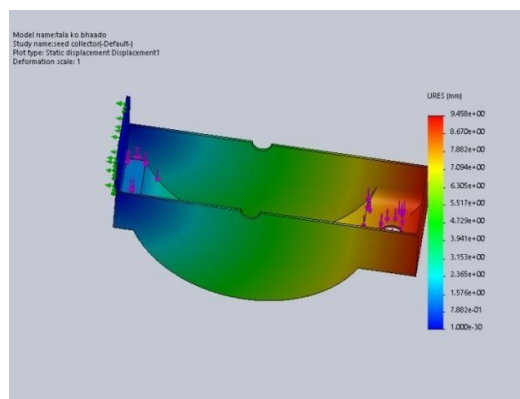 Model name:tala ko bhaado
Study name:seed collector(-Default-)
Plot type: Static displacement Displacement1
Deformation scale: 1
URES (mm)
9.458e+00
8.670e+00
7.882e+00
7.094e+00
6.305e+00
5.517e+00
4.729e+00
3.941e+00
3.153e+00
2.365e+00
1.576e+00
7.882e-01
1.000e-30